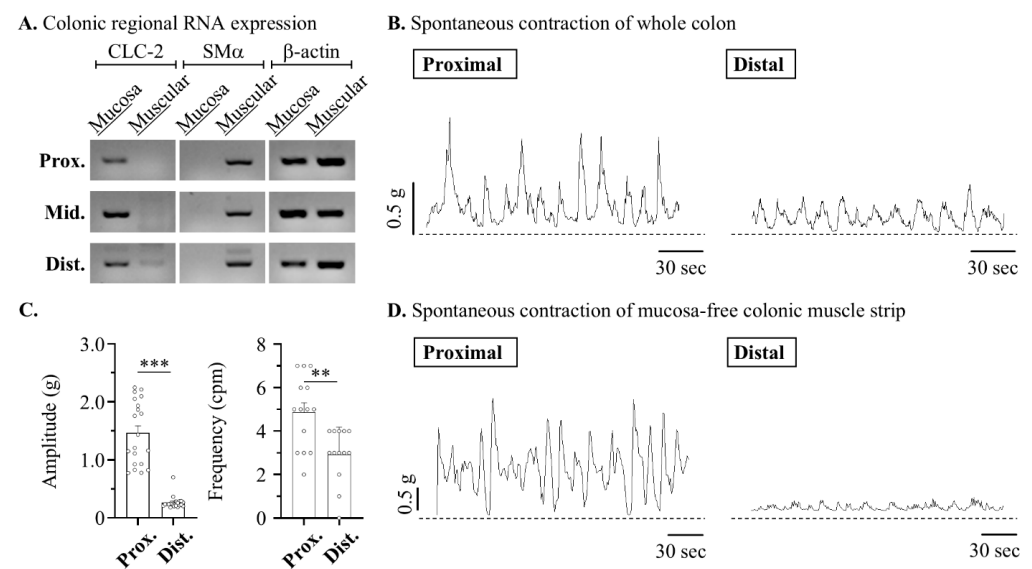 A. Colonic regional RNA expression
CLC-2 SMα β-actin
Mucosa Muscular Mucosa Muscular Mucosa Muscular
Prox.
Mid.
Dist.
B. Spontaneous contraction of whole colon
Proximal Distal
0.5 g
30 sec 30 sec
C.
Amplitude (g)
3.0
2.0
1.0
0
***
Prox. Dist.
Frequency (cpm)
8
6
4
2
0
**
Prox. Dist.
D. Spontaneous contraction of mucosa-free colonic muscle strip
Proximal Distal
0.5 g
30 sec 30 sec